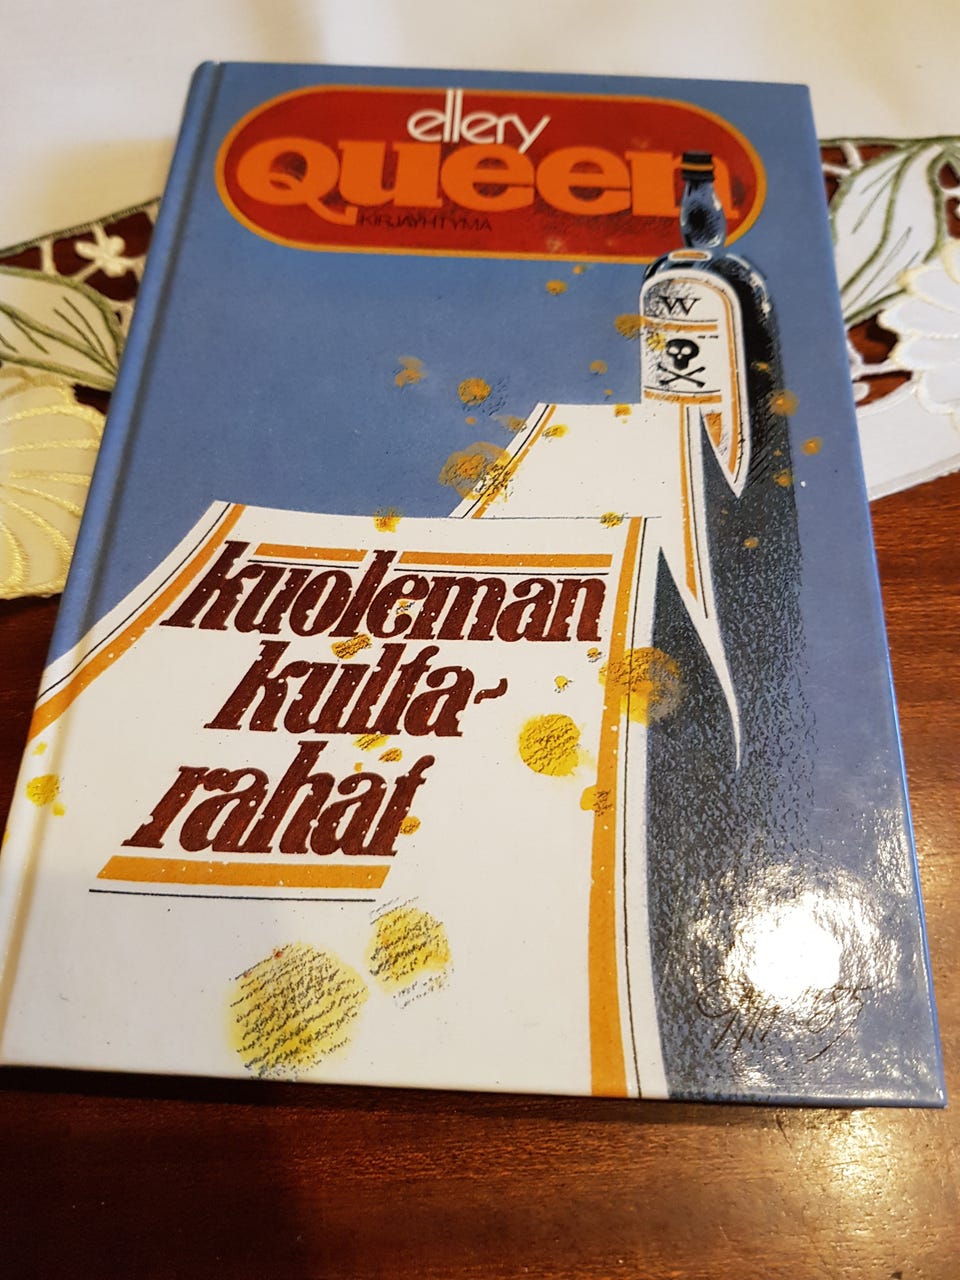 ellery
Queen
KIRJAYHTYMÄ
W
kuoleman
kulta-
rahat